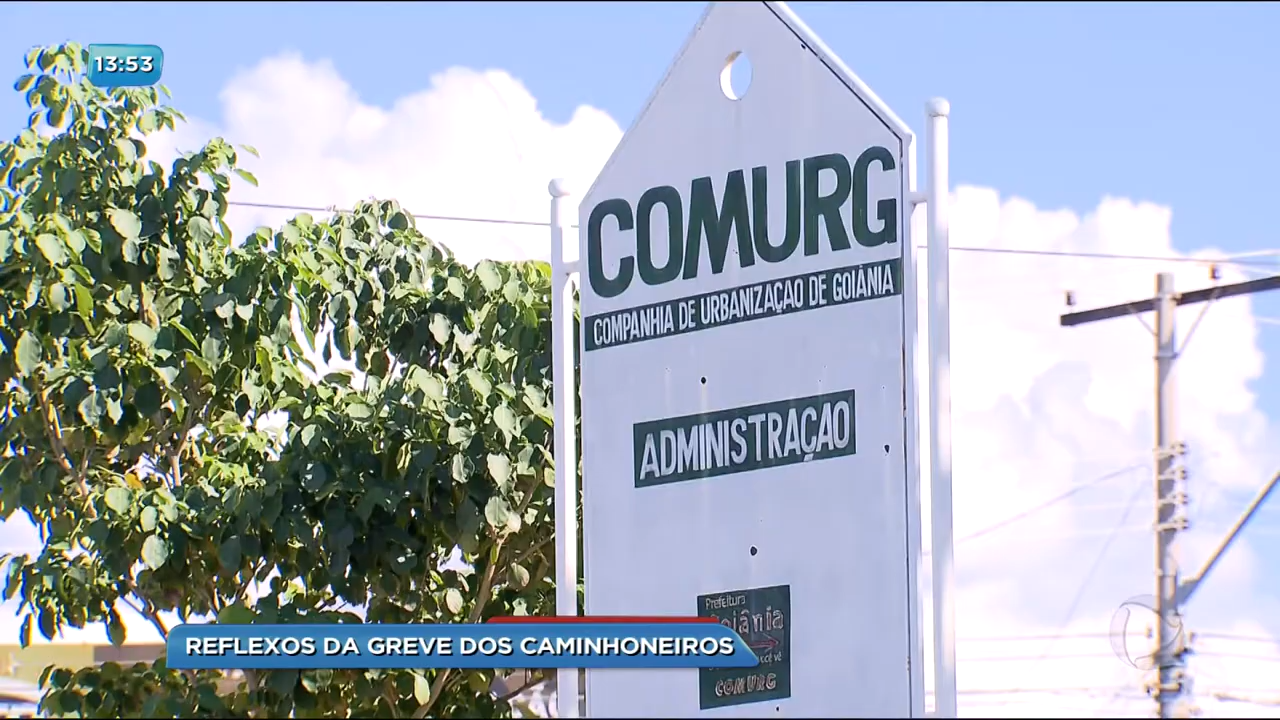 13:53
COMURG
COMPANHIA DE URBANIZAÇAO DE GOIÂNIA
ADMINISTRAÇAO
Prefeitura
COMURG
REFLEXOS DA GREVE DOS CAMINHONEIROS